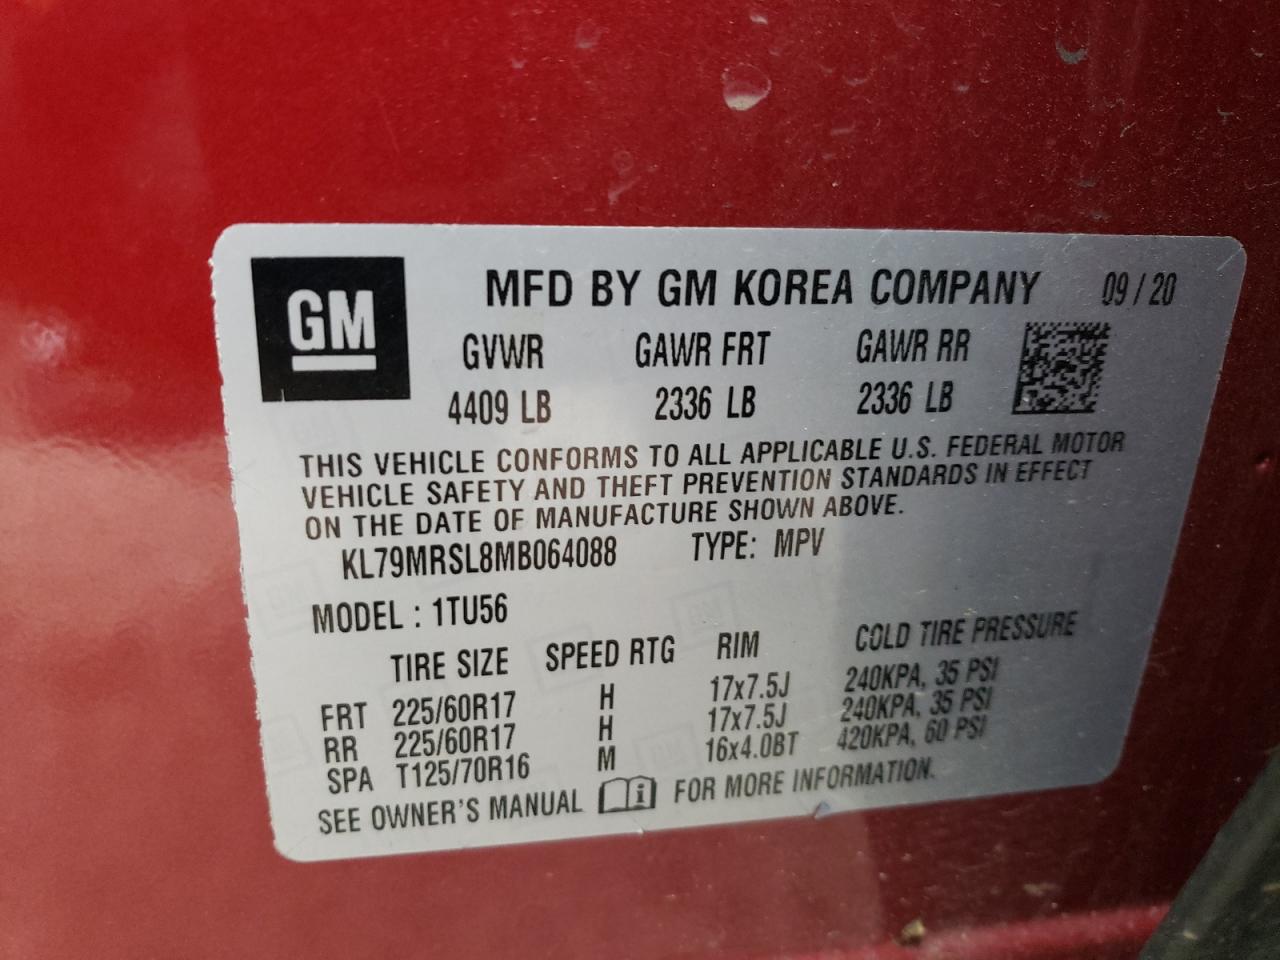 GM
MFD BY GM KOREA COMPANY 09 / 20
GVWR GAWR FRT GAWR RR
4409 LB 2336 LB 2336 LB
THIS VEHICLE CONFORMS TO ALL APPLICABLE U.S. FEDERAL MOTOR
VEHICLE SAFETY AND THEFT PREVENTION STANDARDS IN EFFECT
ON THE DATE OF MANUFACTURE SHOWN ABOVE.
KL79MRSL8MB064088 TYPE: MPV
MODEL : 1TU56
TIRE SIZE SPEED RTG RIM COLD TIRE PRESSURE
FRT 225/60R17 H 17x7.5J 240KPA, 35 PSI
RR 225/60R17 H 17x7.5J 240KPA, 35 PSI
SPA T125/70R16 M 16x4.0BT 420KPA, 60 PSI
SEE OWNER'S MANUAL i FOR MORE INFORMATION.